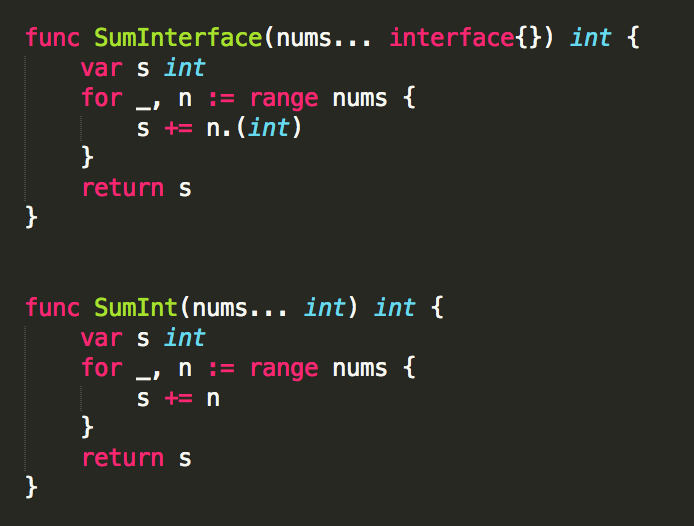 func SumInterface(nums... interface{}) int {
    var s int
    for _, n := range nums {
        s += n.(int)
    }
    return s
}
func SumInt(nums... int) int {
    var s int
    for _, n := range nums {
        s += n
    }
    return s
}